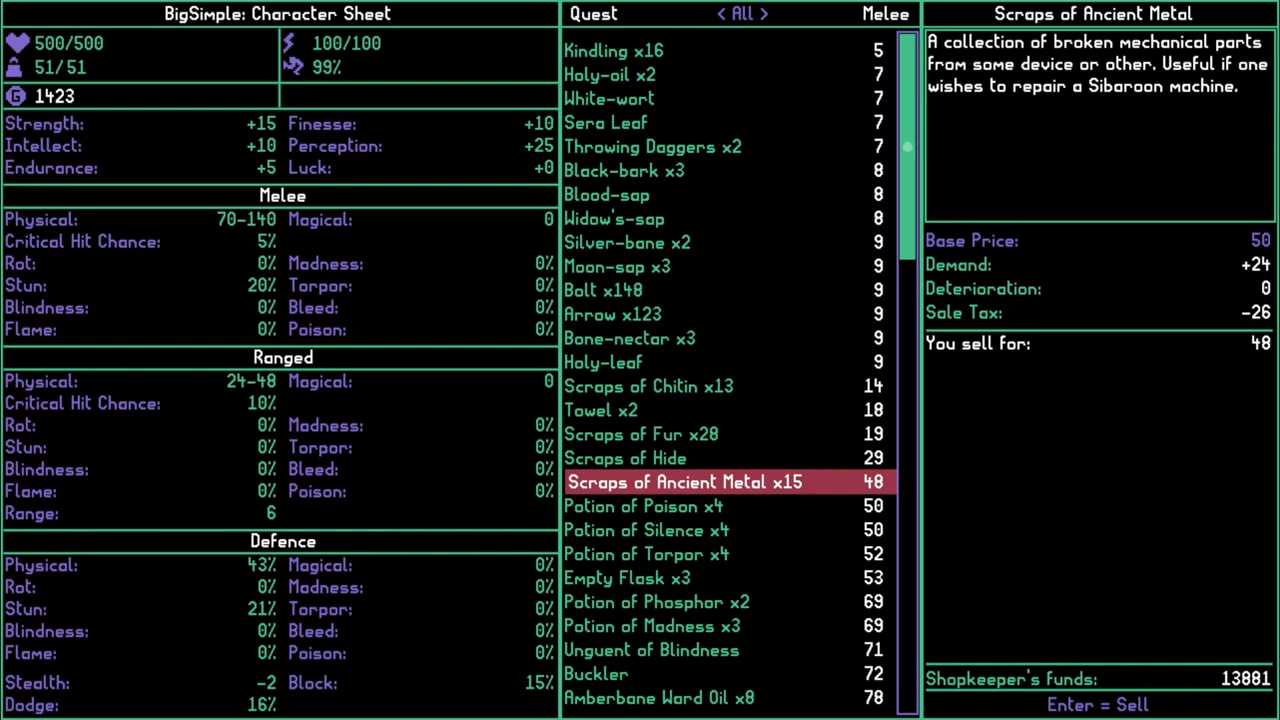 BigSimple: Character Sheet
500/500 100/100
51/51 99%
G 1423
Strength: +15 Finesse: +10
Intellect: +10 Perception: +25
Endurance: +5 Luck: +0
Melee
Physical: 70-140 Magical: 0
Critical Hit Chance: 5%
Rot: 0% Madness: 0%
Stun: 20% Torpor: 0%
Blindness: 0% Bleed: 0%
Flame: 0% Poison: 0%
Ranged
Physical: 24-48 Magical: 0
Critical Hit Chance: 10%
Rot: 0% Madness: 0%
Stun: 0% Torpor: 0%
Blindness: 0% Bleed: 0%
Flame: 0% Poison: 0%
Range: 6
Defence
Physical: 43% Magical: 0%
Rot: 0% Madness: 0%
Stun: 21% Torpor: 0%
Blindness: 0% Bleed: 0%
Flame: 0% Poison: 0%
Stealth: -2 Block: 15%
Dodge: 16%
Quest < All > Melee
Kindling x16 5
Holy-oil x2 7
White-wort 7
Sera Leaf 7
Throwing Daggers x2 7
Black-bark x3 8
Blood-sap 8
Widow's-sap 8
Silver-bane x2 9
Moon-sap x3 9
Bolt x148 9
Arrow x123 9
Bone-nectar x3 9
Holy-leaf 9
Scraps of Chitin x13 14
Towel x2 18
Scraps of Fur x28 19
Scraps of Hide 29
Scraps of Ancient Metal x15 48
Potion of Poison x4 50
Potion of Silence x4 50
Potion of Torpor x4 52
Empty Flask x3 53
Potion of Phosphor x2 69
Potion of Madness x3 69
Unguent of Blindness 71
Buckler 72
Amberbane Ward Oil x8 78
Scraps of Ancient Metal
A collection of broken mechanical parts
from some device or other. Useful if one
wishes to repair a Sibaroon machine.
Base Price: 50
Demand: +24
Deterioration: 0
Sale Tax: -26
You sell for: 48
Shopkeeper's funds: 13881
Enter = Sell